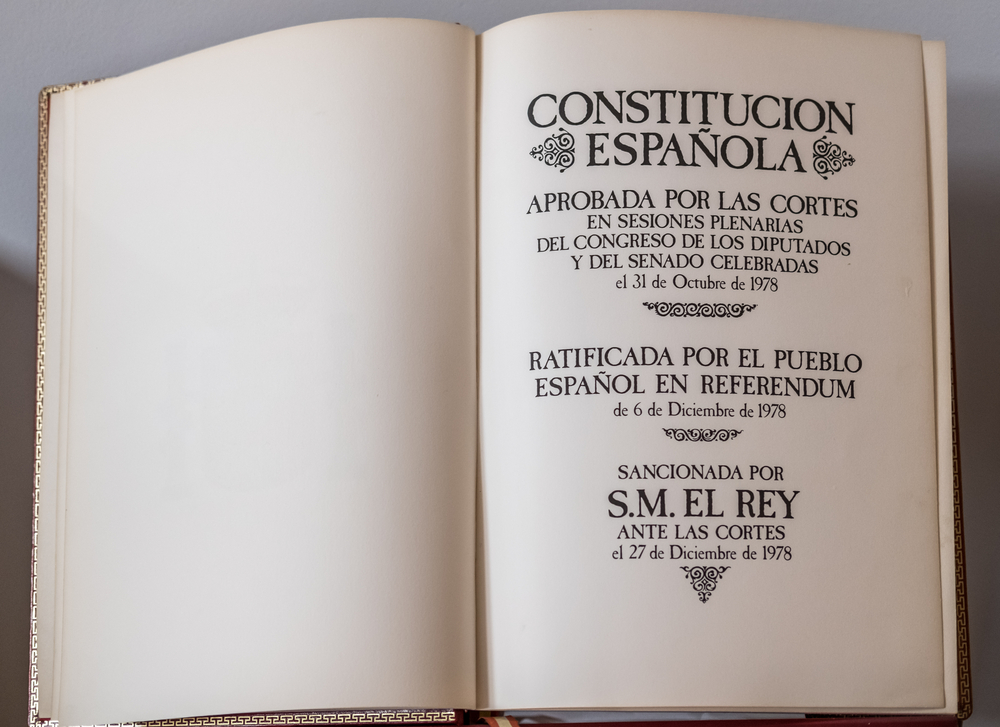 CONSTITUCION
ESPAÑOLA
APROBADA POR LAS CORTES
EN SESIONES PLENARIAS
DEL CONGRESO DE LOS DIPUTADOS
Y DEL SENADO CELEBRADAS
el 31 de Octubre de 1978
RATIFICADA POR EL PUEBLO
ESPAÑOL EN REFERENDUM
de 6 de Diciembre de 1978
SANCIONADA POR
S.M. EL REY
ANTE LAS CORTES
el 27 de Diciembre de 1978